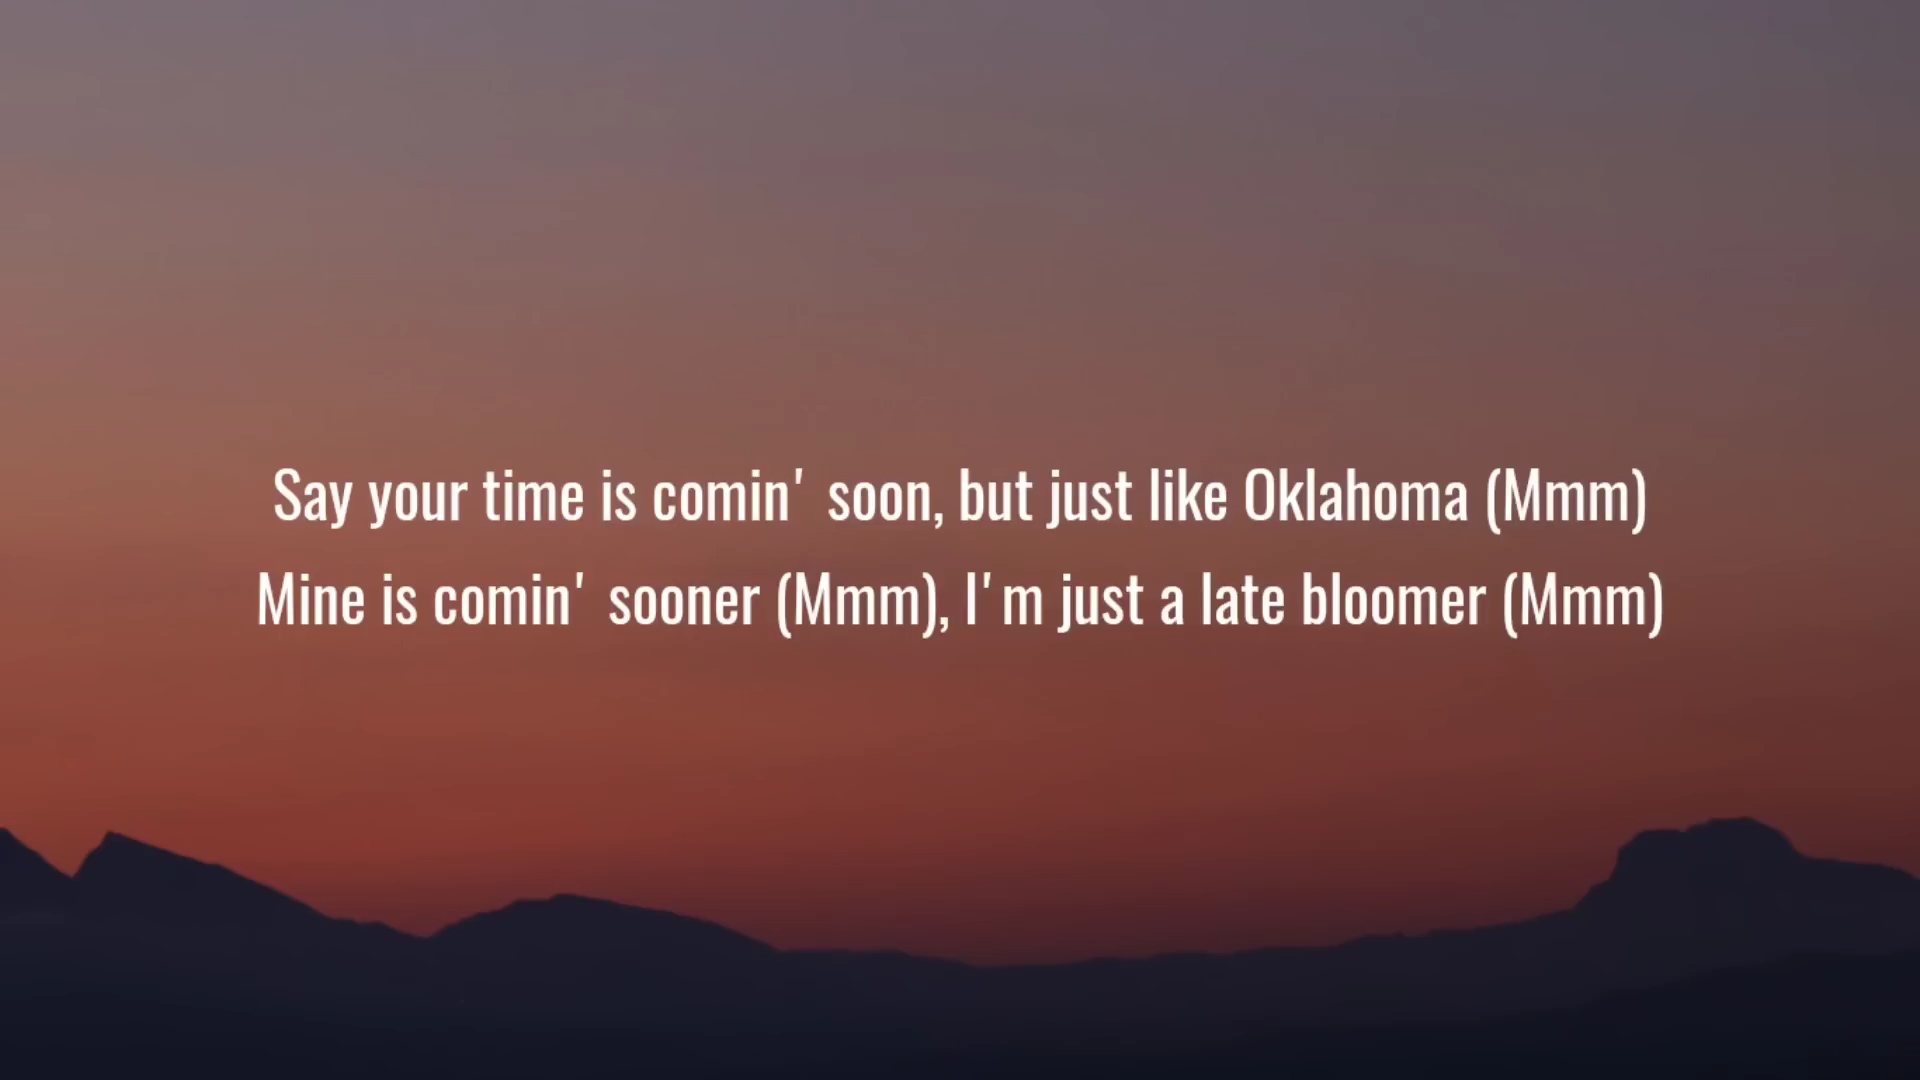 Say your time is comin' soon, but just like Oklahoma (Mmm)
Mine is comin' sooner (Mmm), I'm just a late bloomer (Mmm)